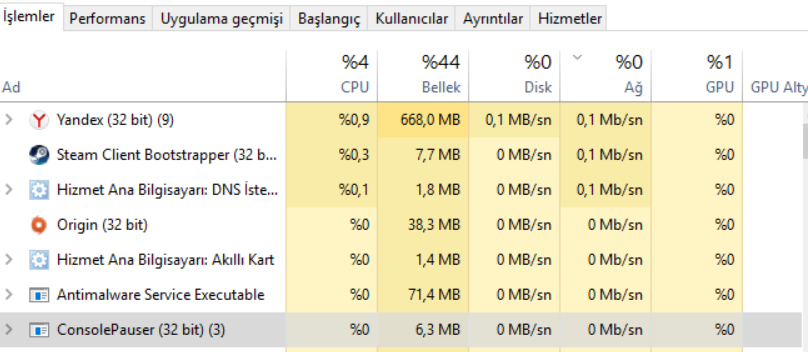 İşlemler Performans Uygulama geçmişi Başlangıç Kullanıcılar Ayrıntılar Hizmetler
%4 %44 %0 %0 %1
Ad CPU Bellek Disk Ağ GPU GPU Alty
Yandex (32 bit) (9) %0,9 668,0 MB 0,1 MB/sn 0,1 Mb/sn %0
Steam Client Bootstrapper (32 b... %0,3 7,7 MB 0 MB/sn 0,1 Mb/sn %0
Hizmet Ana Bilgisayarı: DNS İste... %0,1 1,8 MB 0 MB/sn 0,1 Mb/sn %0
Origin (32 bit) %0 38,3 MB 0 MB/sn 0 Mb/sn %0
Hizmet Ana Bilgisayarı: Akıllı Kart %0 1,4 MB 0 MB/sn 0 Mb/sn %0
Antimalware Service Executable %0 71,4 MB 0 MB/sn 0 Mb/sn %0
ConsolePauser (32 bit) (3) %0 6,3 MB 0 MB/sn 0 Mb/sn %0